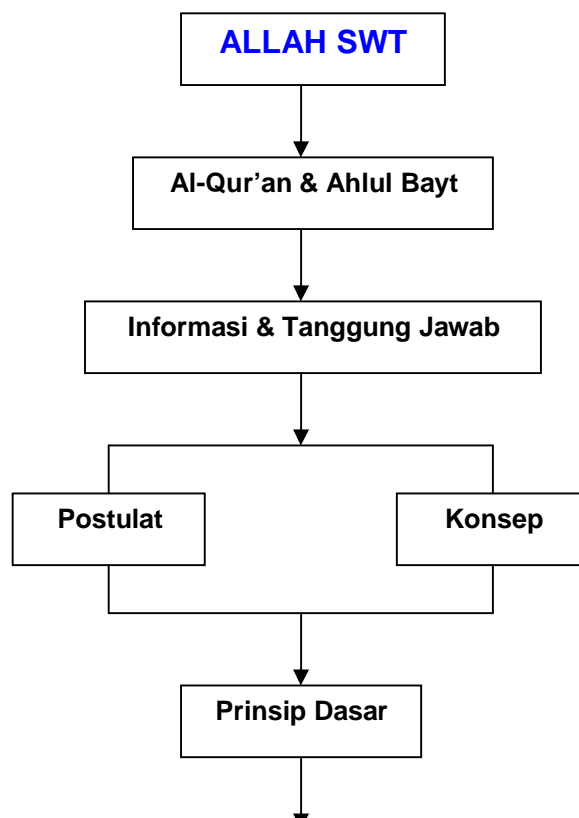 ALLAH SWT
Al-Qur’an & Ahlul Bayt
Informasi & Tanggung Jawab
Postulat
Konsep
Prinsip Dasar